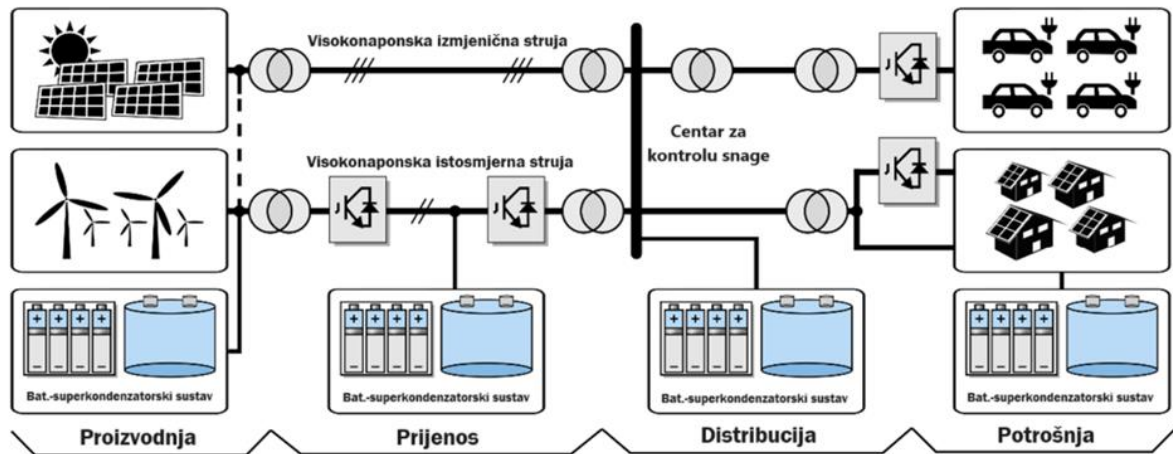 Visokonaponska izmjenična struja
Centar za
kontrolu snage
Visokonaponska istosmjerna struja
+ + + +
- - - -
Bat.-superkondenzatorski sustav
+ + + +
- - - -
Bat.-superkondenzatorski sustav
+ + + +
- - - -
Bat.-superkondenzatorski sustav
+ + + +
- - - -
Bat.-superkondenzatorski sustav
Proizvodnja
Prijenos
Distribucija
Potrošnja